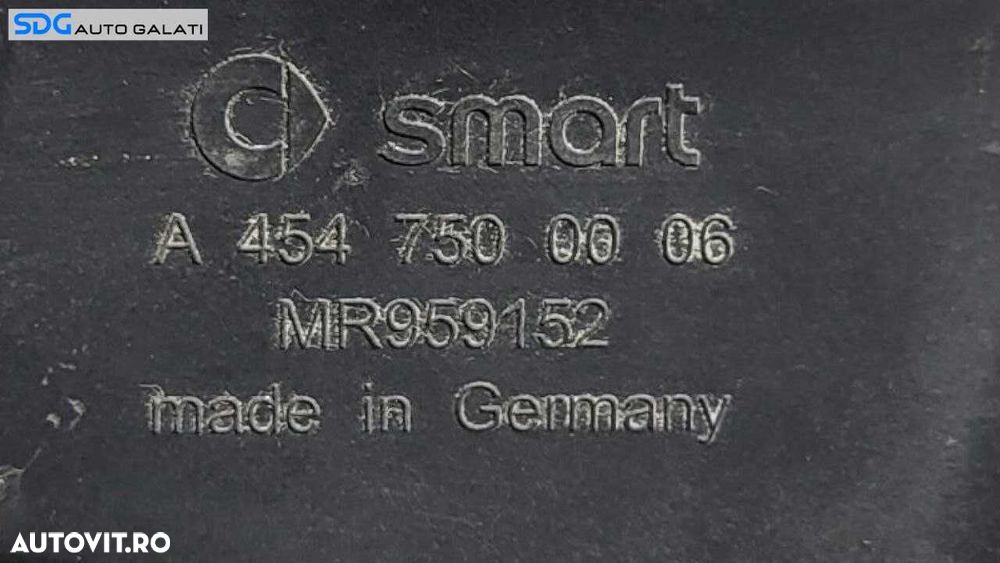 SDG AUTO GALATI
smart
A 454 750 00 06
MR959152
made in Germany
AUTOVIT.RO